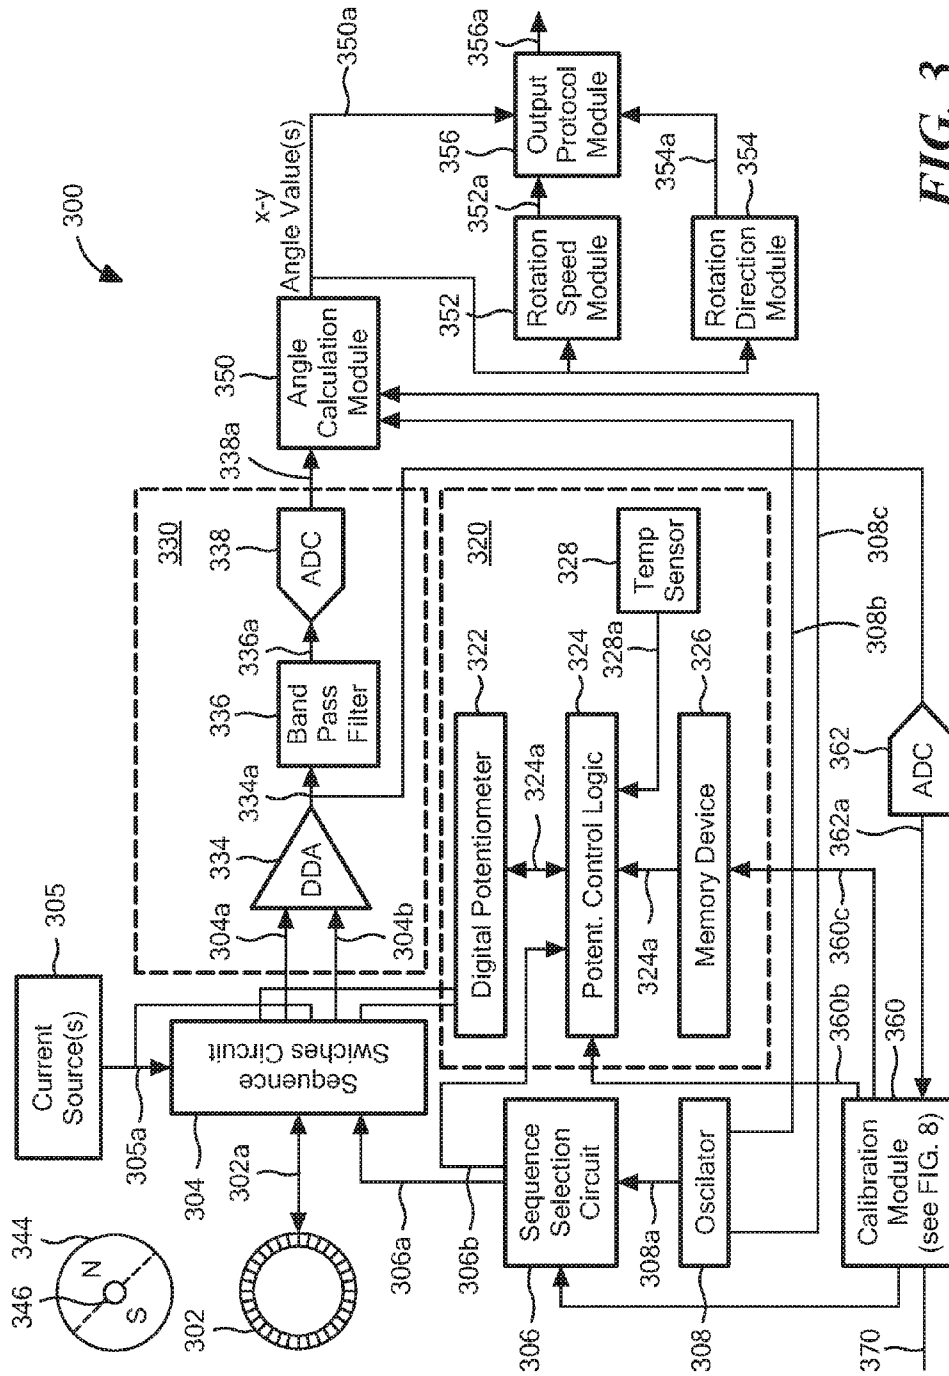 300
344
346
N
S
302
302a
305
Current
Source(s)
305a
304
Sequence
Swiches Circuit
304a
304b
306a
306b
306
Sequence
Selection
Circuit
308a
308
Oscilator
330
334
DDA
334a
336
Band
Pass
Filter
336a
338
ADC
338a
350
Angle
Calculation
Module
x-y
Angle Value(s)
350a
320
322
Digital Potentiometer
324a
324
Potent. Control Logic
324a
326
Memory Device
328
Temp
Sensor
328a
352
Rotation
Speed
Module
352a
356
Output
Protocol
Module
356a
354a
354
Rotation
Direction
Module
308c
308b
360b
360c
360
Calibration
Module
(see FIG. 8)
362
ADC
362a
370
FIG. 3